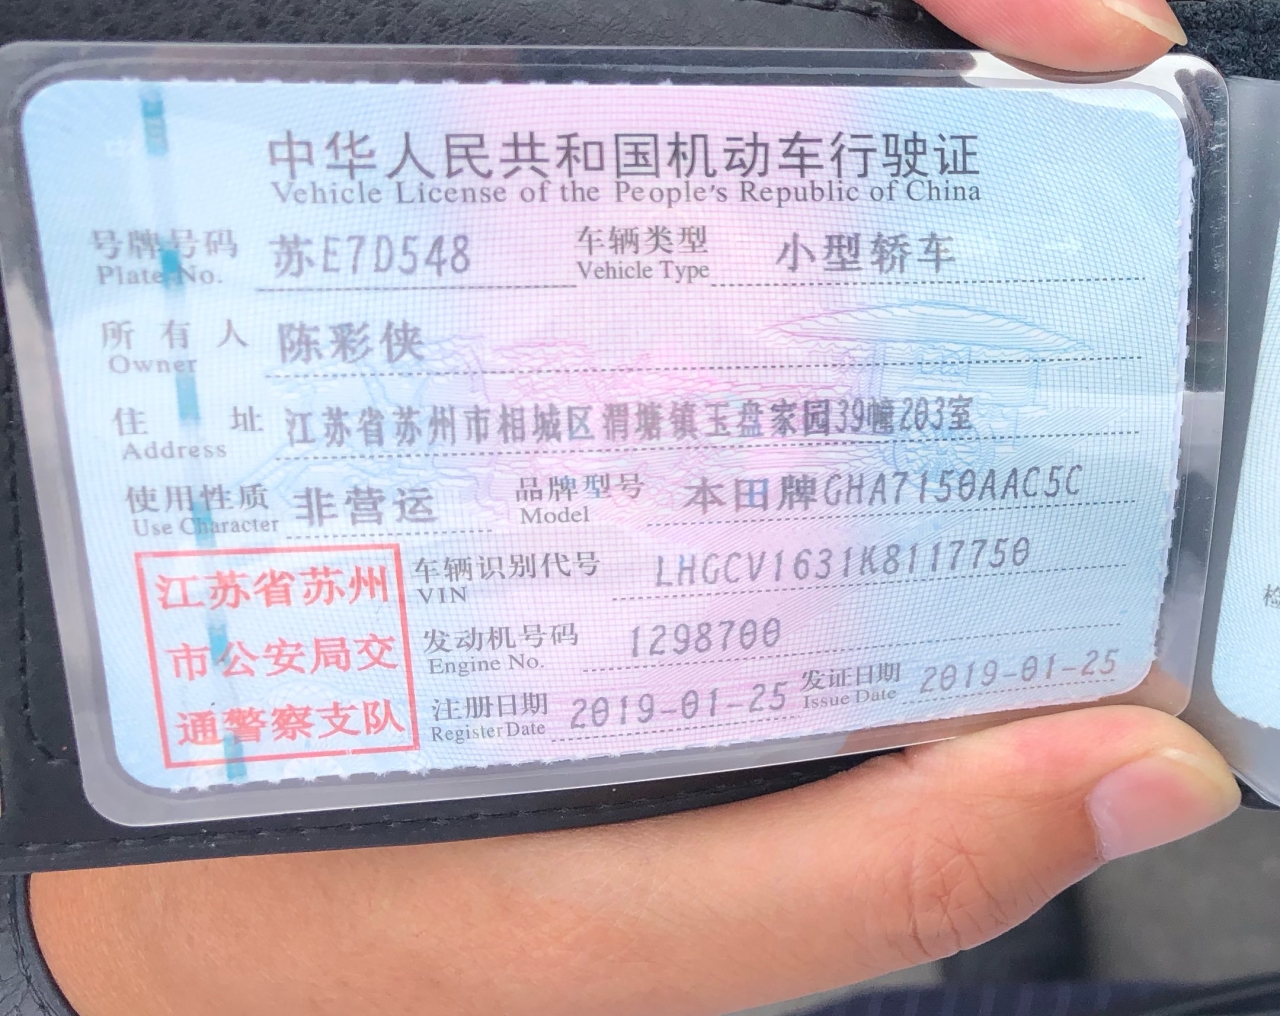 中华人民共和国机动车行驶证
Vehicle License of the People's Republic of China
号牌号码 苏E7D548 车辆类型 小型轿车
Plate No. Vehicle Type
所有人 陈彩侠
Owner
住址 江苏省苏州市相城区渭塘镇玉盘家园39幢203室
Address
使用性质 非营运 品牌型号 本田牌GHA7150AAC5C
Use Character Model
江苏省苏州
市公安局交
通警察支队
车辆识别代号 LHGCV1631K8117750
VIN
发动机号码 1298700
Engine No.
注册日期 2019-01-25 发证日期 2019-01-25
Register Date Issue Date
检